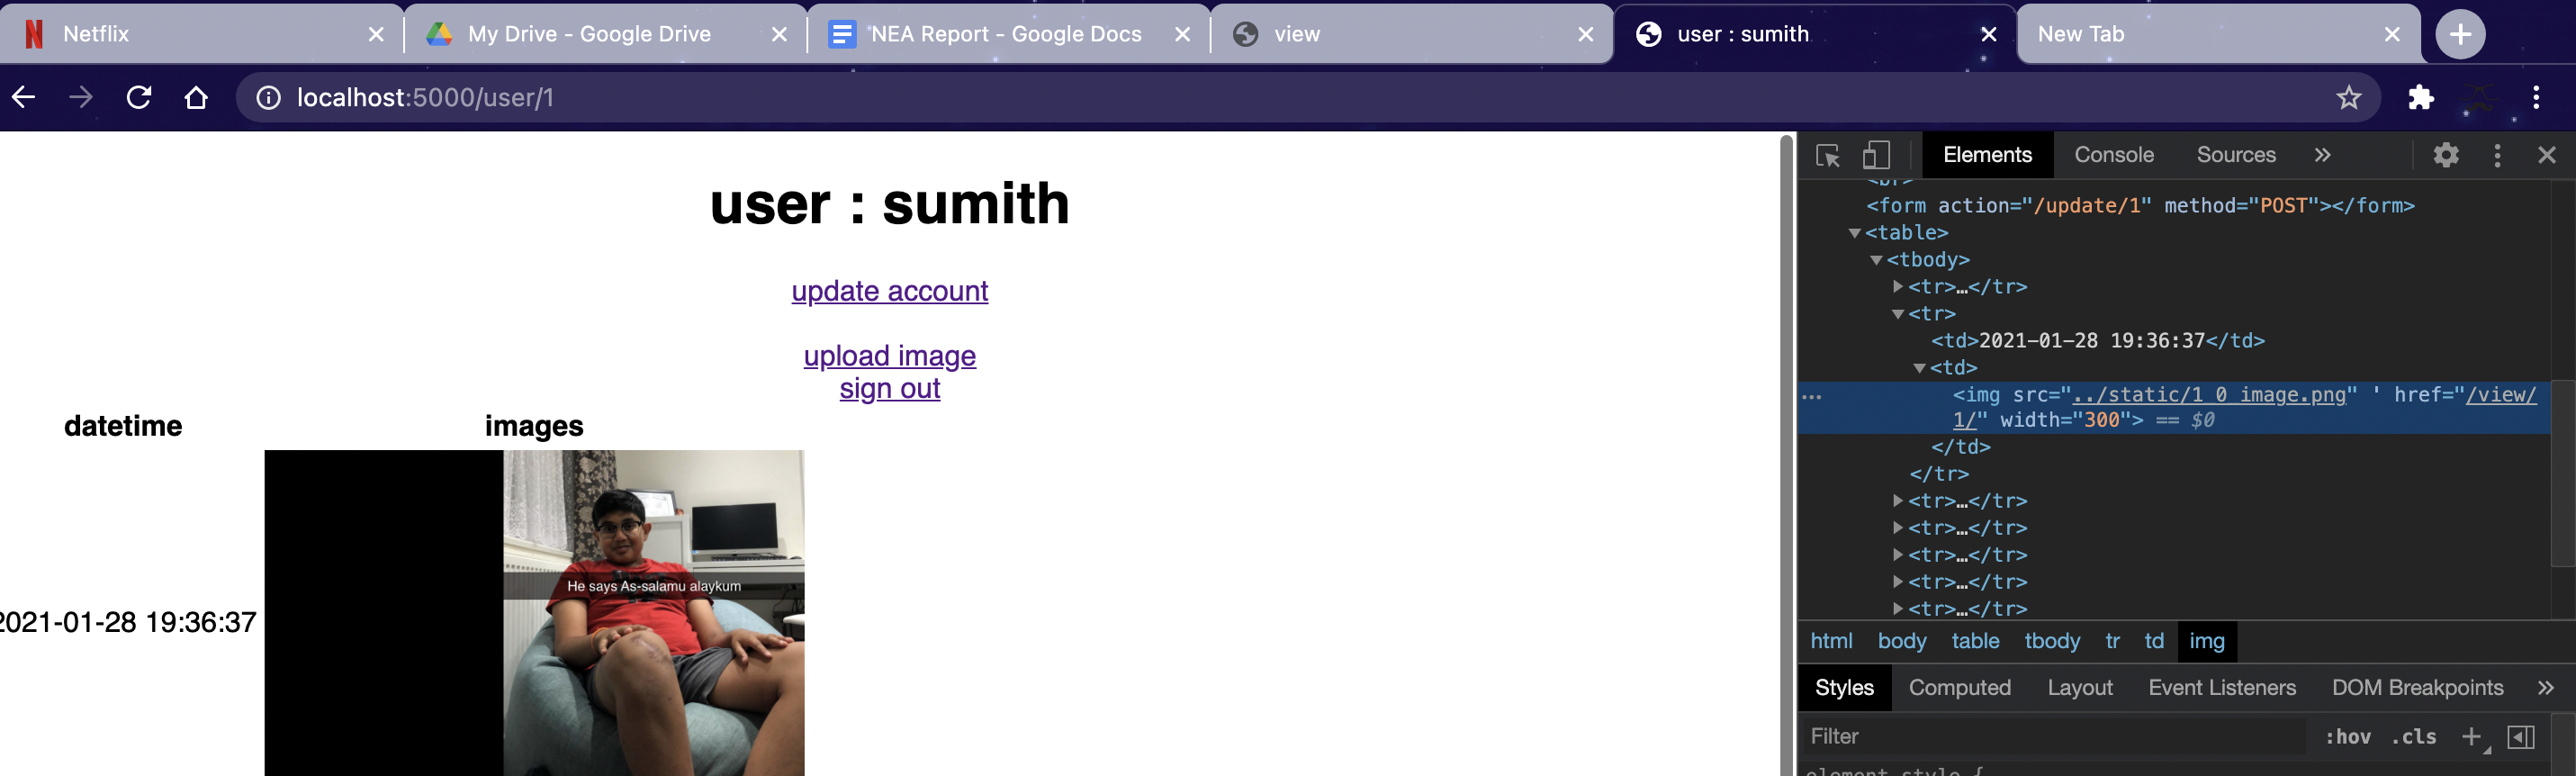 Netflix
My Drive - Google Drive
NEA Report - Google Docs
view
user : sumith
New Tab
localhost:5000/user/1
user : sumith
update account
upload image
sign out
datetime images
2021-01-28 19:36:37
He says As-salamu alaykum
Elements Console Sources »
<br>
<form action="/update/1" method="POST"></form>
<table>
<tbody>
<tr>…</tr>
<tr>
<td>2021-01-28 19:36:37</td>
<td>
<img src="../static/1_0_image.png" ' href="/view/
1/" width="300"> == $0
</td>
</tr>
<tr>…</tr>
<tr>…</tr>
<tr>…</tr>
<tr>…</tr>
<tr>…</tr>
html body table tbody tr td img
Styles Computed Layout Event Listeners DOM Breakpoints »
Filter :hov .cls +
element.style {